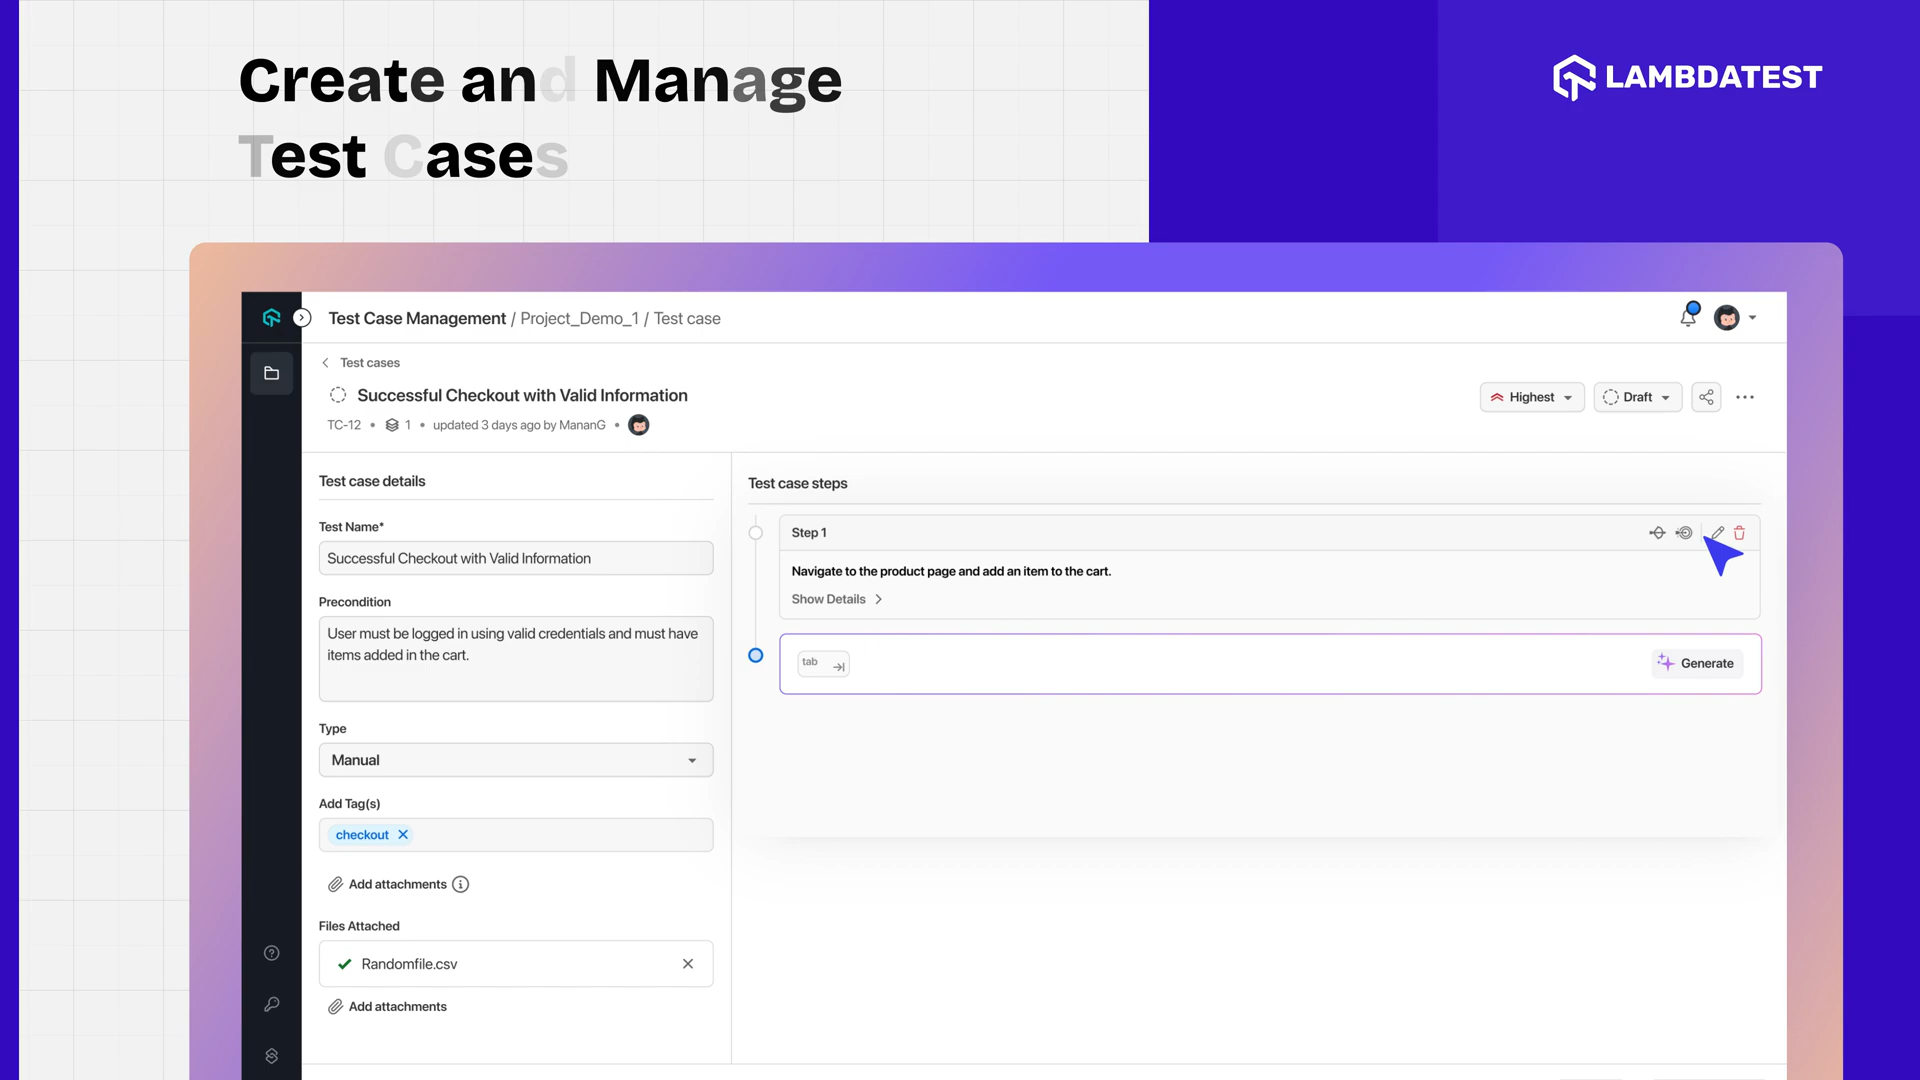 Create and Manage
Test Cases
LAMBDATEST
Test Case Management / Project_Demo_1 / Test case
Test cases
Successful Checkout with Valid Information
Highest
Draft
TC-12 • 1 • updated 3 days ago by MananG •
Test case details
Test Name*
Successful Checkout with Valid Information
Precondition
User must be logged in using valid credentials and must have
items added in the cart.
Type
Manual
Add Tag(s)
checkout
Add attachments
Files Attached
Randomfile.csv
Add attachments
Test case steps
Step 1
Navigate to the product page and add an item to the cart.
Show Details
tab
Generate